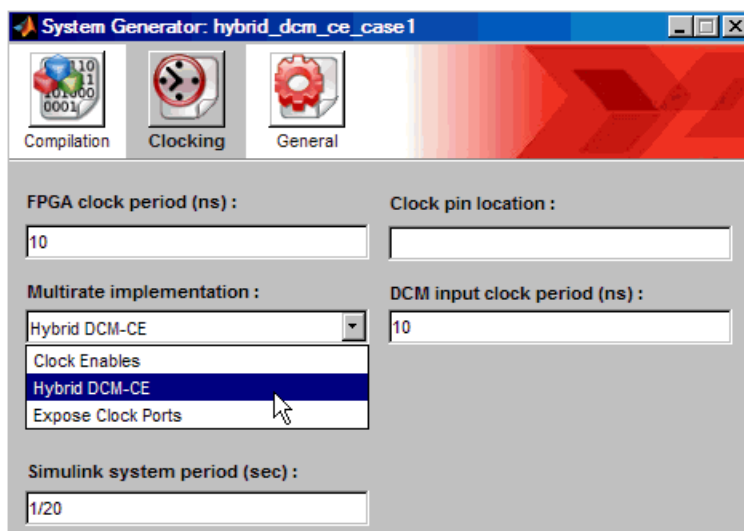 System Generator: hybrid_dcm_ce_case1
Compilation
Clocking
General
FPGA clock period (ns) :
Clock pin location :
10
Multirate implementation :
DCM input clock period (ns) :
Hybrid DCM-CE
10
Clock Enables
Hybrid DCM-CE
Expose Clock Ports
Simulink system period (sec) :
1/20